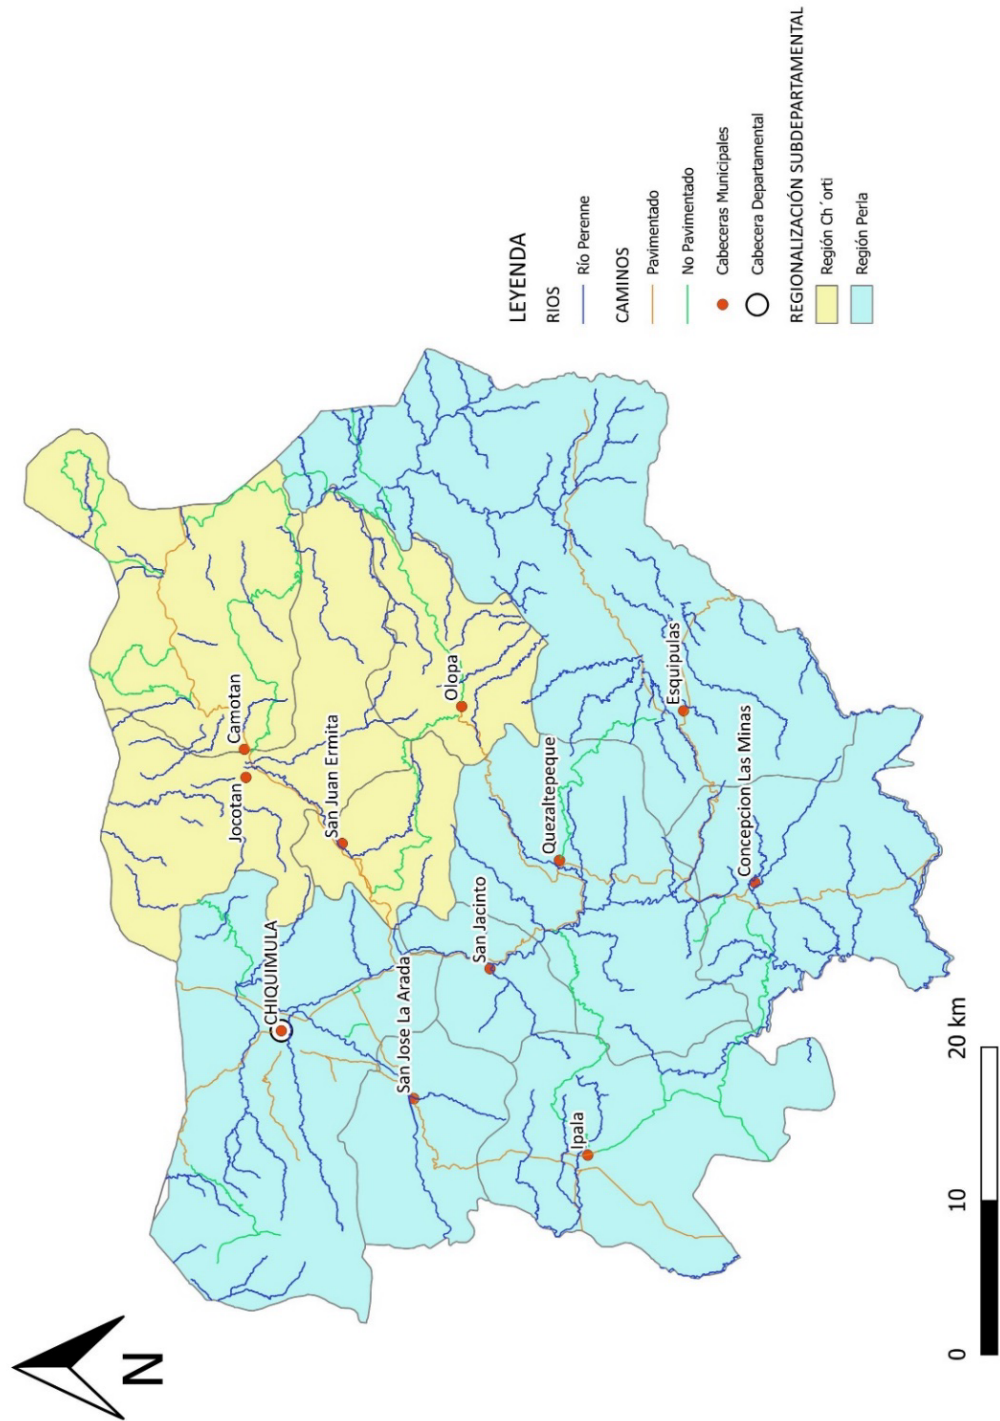 N
Jocotan
Camotan
CHIQUIMULA
San Juan Ermita
San Jose La Arada
Olopa
San Jacinto
Quezaltepeque
Ipala
Esquipulas
Concepcion Las Minas
LEYENDA
RIOS
Río Perenne
CAMINOS
Pavimentado
No Pavimentado
Cabeceras Municipales
Cabecera Departamental
REGIONALIZACIÓN SUBDEPARTAMENTAL
Región Ch´orti
Región Perla
0 10 20 km